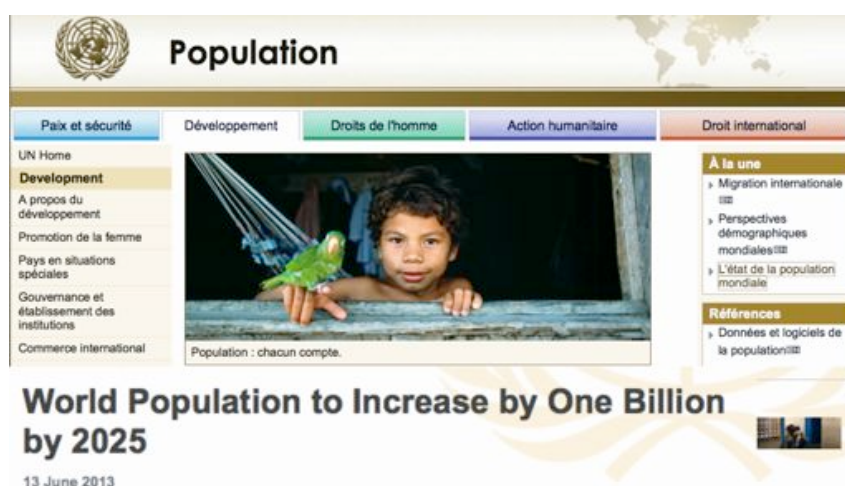 Population
Paix et sécurité
Développement
Droits de l'homme
Action humanitaire
Droit international
UN Home
Development
A propos du
développement
Promotion de la femme
Pays en situations
spéciales
Gouvernance et
établissement des
institutions
Commerce international
Population : chacun compte.
À la une
Migration internationale
Perspectives
démographiques
mondiales
L'état de la population
mondiale
Références
Données et logiciels de
la population
World Population to Increase by One Billion
by 2025
13 June 2013